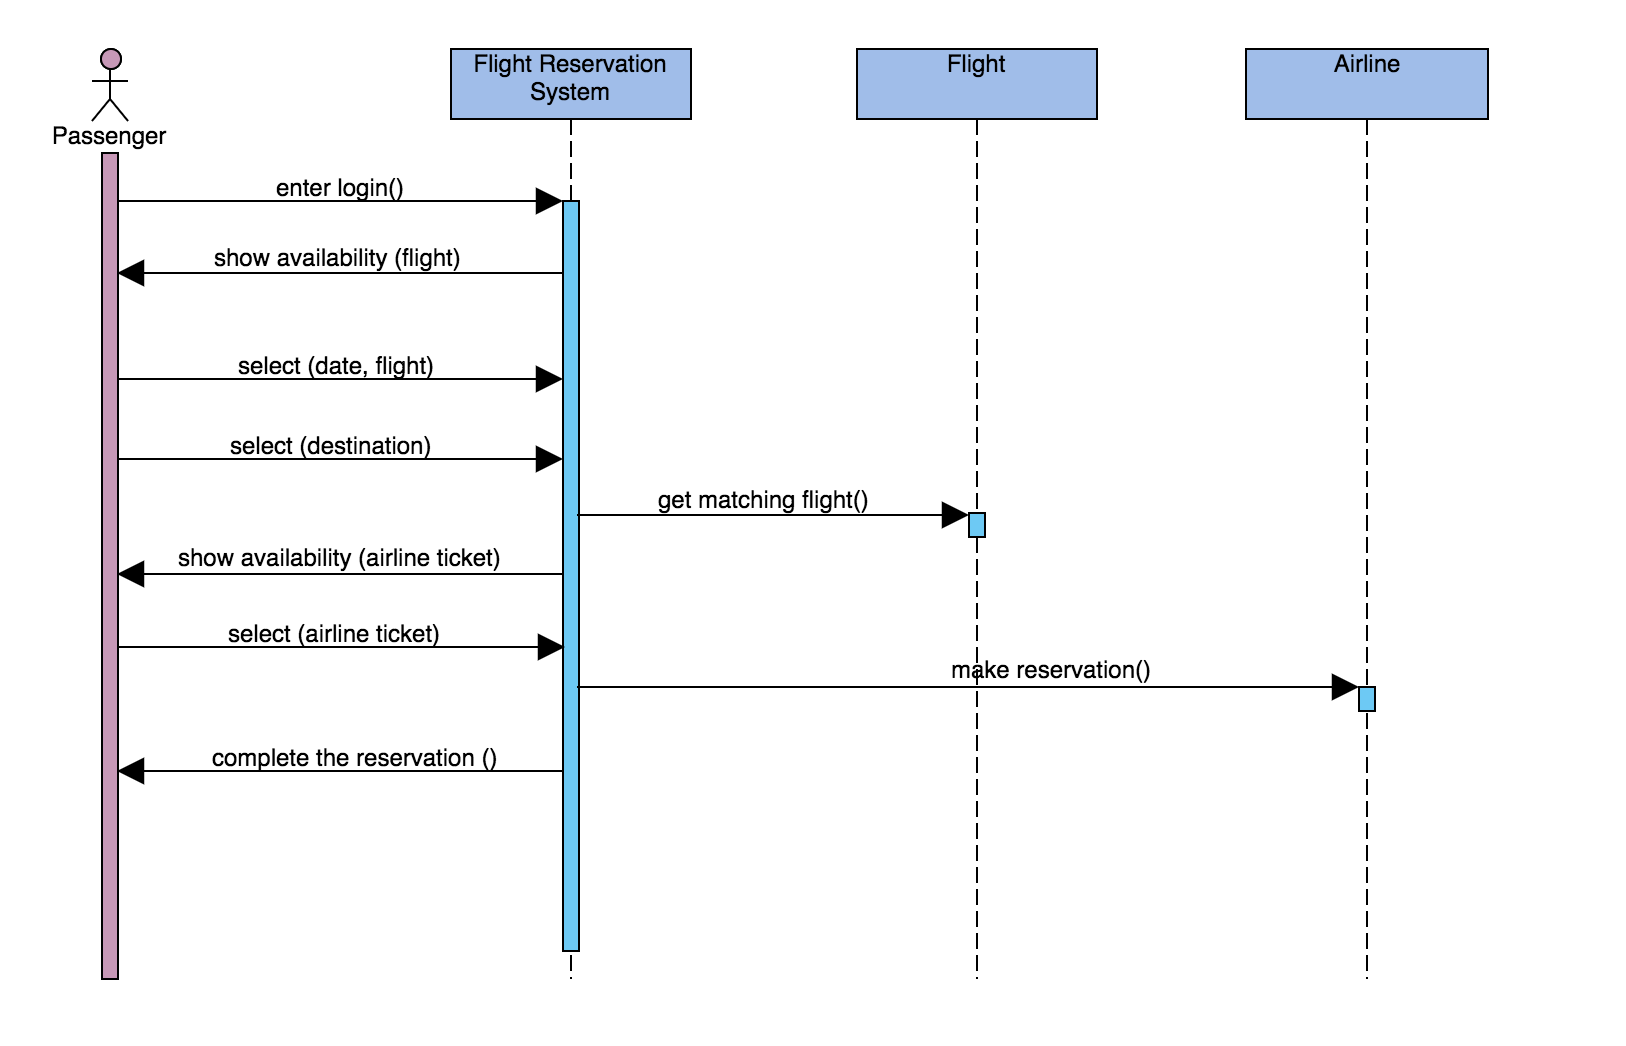 Passenger
Flight Reservation
System
Flight
Airline
enter login()
show availability (flight)
select (date, flight)
select (destination)
get matching flight()
show availability (airline ticket)
select (airline ticket)
make reservation()
complete the reservation ()